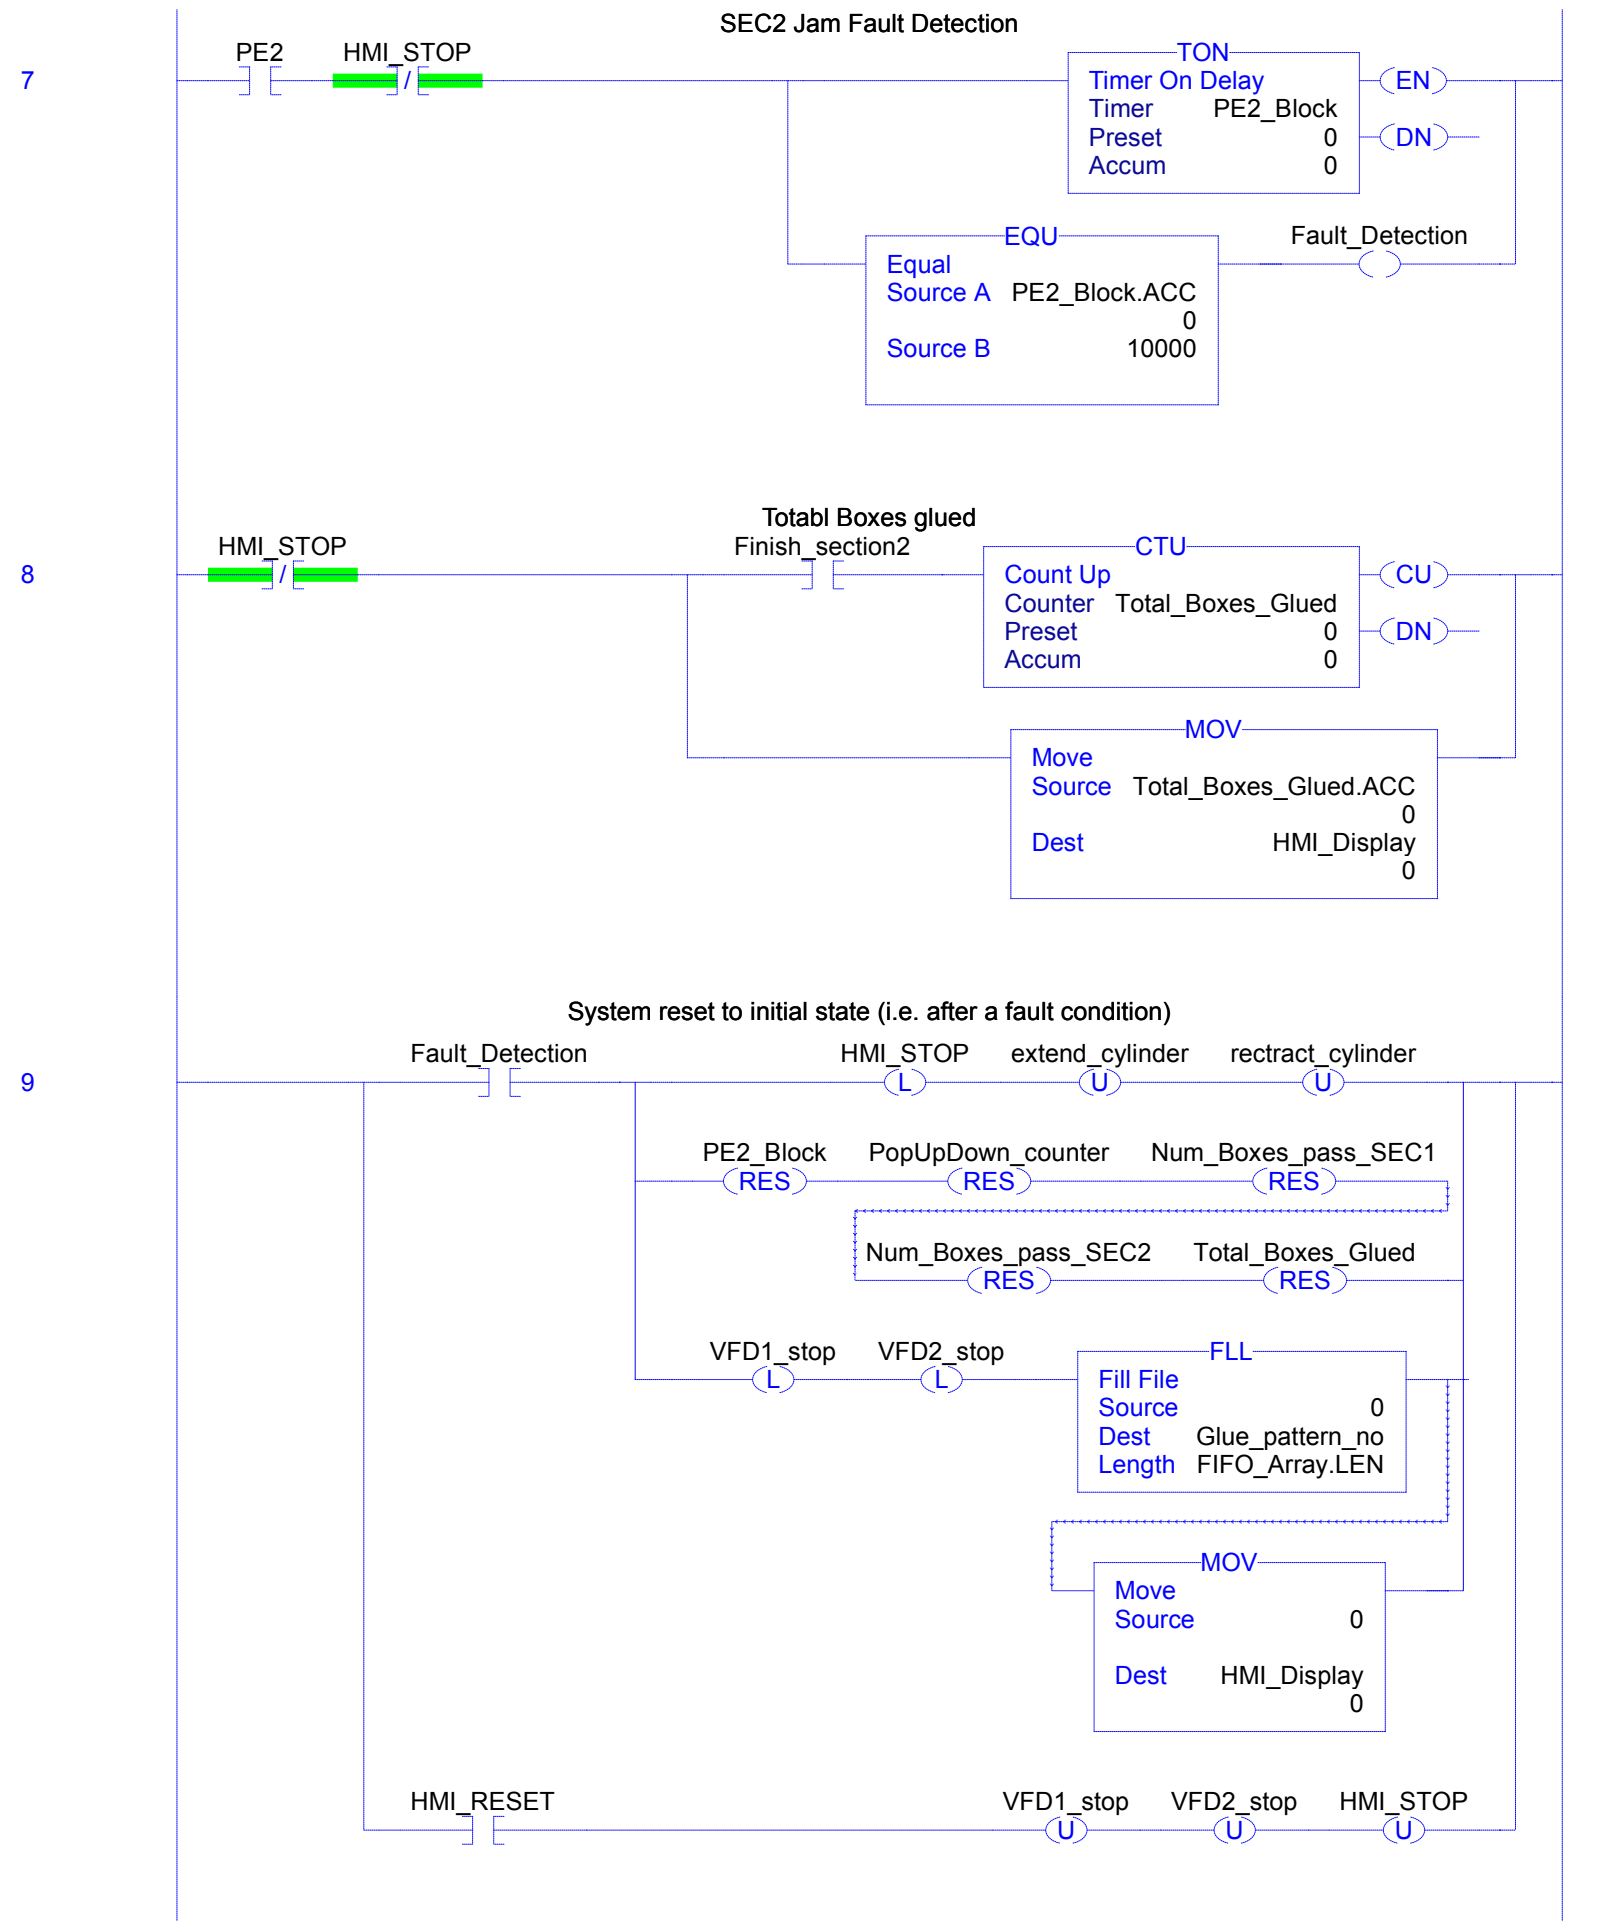 SEC2 Jam Fault Detection
PE2 HMI_STOP TON
7 / Timer On Delay EN
Timer PE2_Block
Preset 0 DN
Accum 0
EQU Fault_Detection
Equal
Source A PE2_Block.ACC
0
Source B 10000
Totabl Boxes glued
HMI_STOP Finish_section2 CTU
8 / Count Up CU
Counter Total_Boxes_Glued
Preset 0 DN
Accum 0
MOV
Move
Source Total_Boxes_Glued.ACC
0
Dest HMI_Display
0
System reset to initial state (i.e. after a fault condition)
Fault_Detection HMI_STOP extend_cylinder rectract_cylinder
9 L U U
PE2_Block PopUpDown_counter Num_Boxes_pass_SEC1
RES RES RES
Num_Boxes_pass_SEC2 Total_Boxes_Glued
RES RES
VFD1_stop VFD2_stop FLL
L L Fill File
Source 0
Dest Glue_pattern_no
Length FIFO_Array.LEN
MOV
Move
Source 0
Dest HMI_Display
0
HMI_RESET VFD1_stop VFD2_stop HMI_STOP
U U U